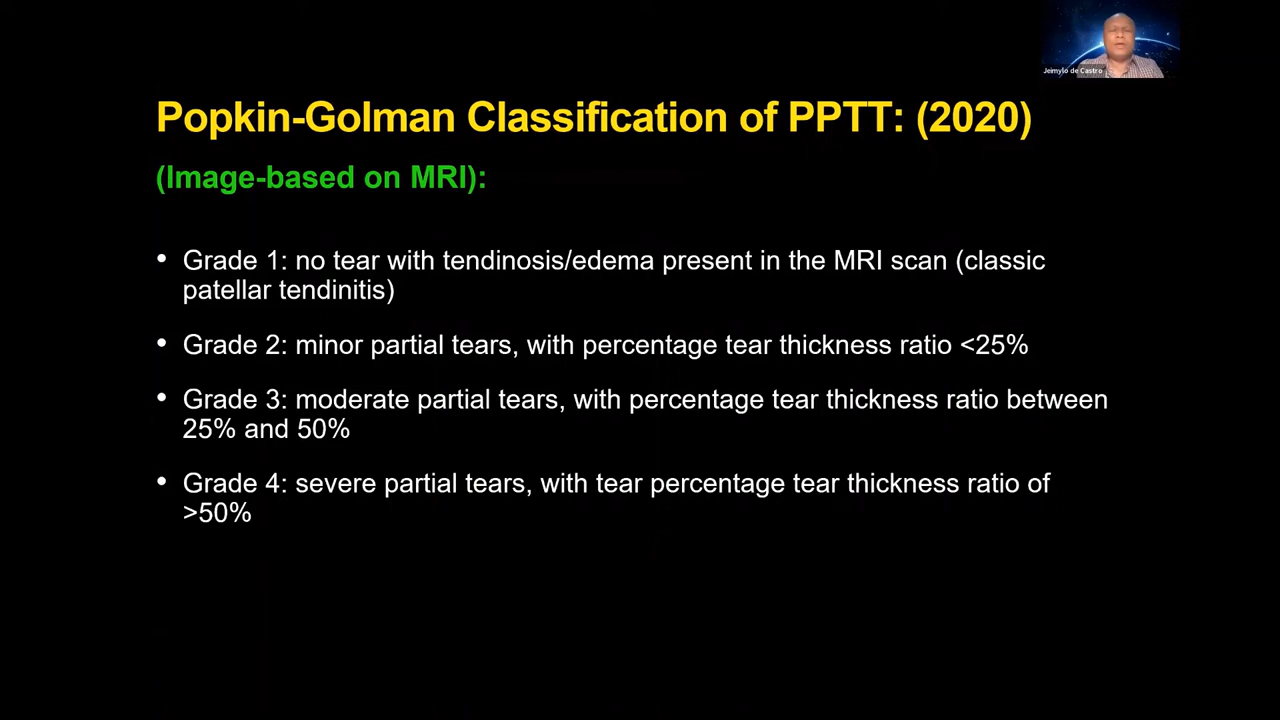 Jeimylo de Castro
Popkin-Golman Classification of PPTT: (2020)
(Image-based on MRI):
• Grade 1: no tear with tendinosis/edema present in the MRI scan (classic
patellar tendinitis)
• Grade 2: minor partial tears, with percentage tear thickness ratio <25%
• Grade 3: moderate partial tears, with percentage tear thickness ratio between
25% and 50%
• Grade 4: severe partial tears, with tear percentage tear thickness ratio of
>50%